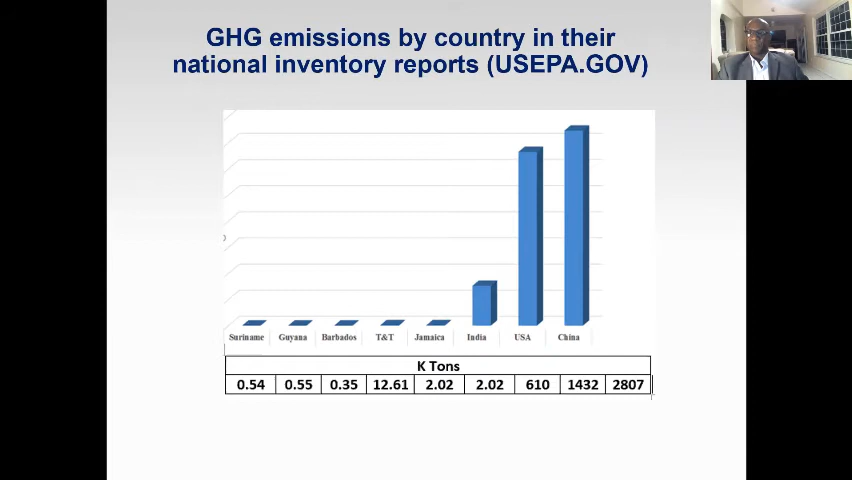 GHG emissions by country in their
national inventory reports (USEPA.GOV)
Suriname Guyana Barbados T&T Jamaica India USA China
K Tons
0.54 0.55 0.35 12.61 2.02 2.02 610 1432 2807